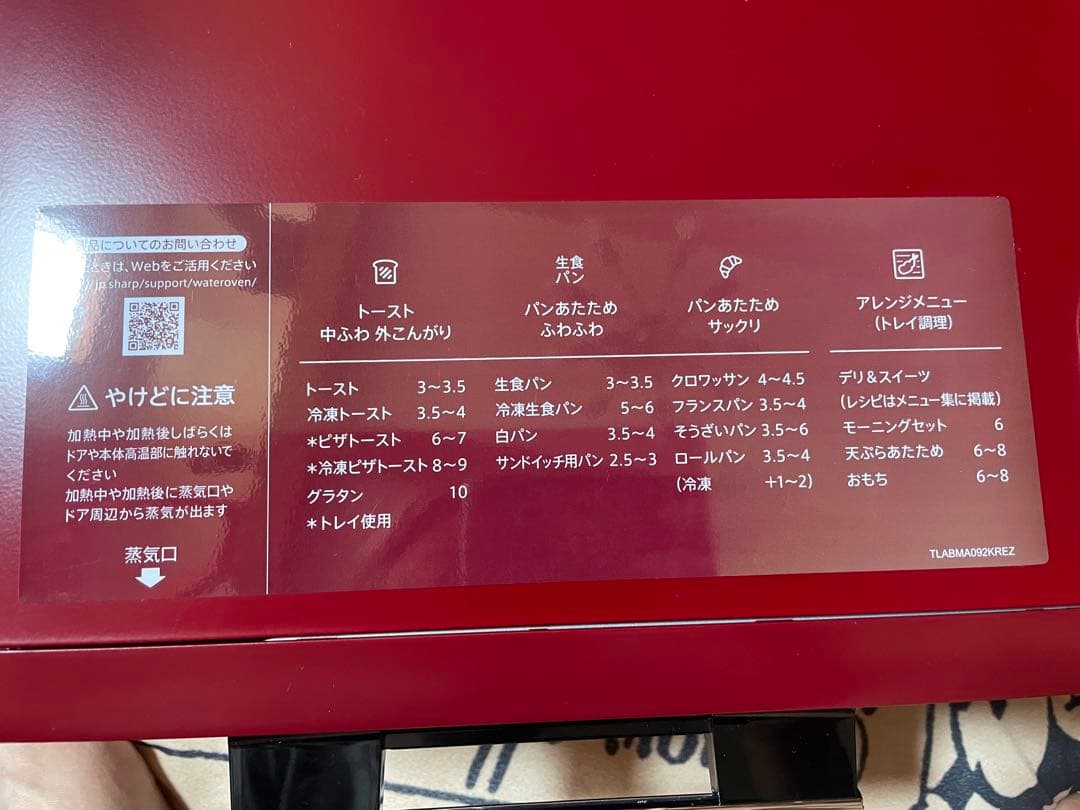 品についてのお問い合わせ
ときは、Webをご活用ください
jp.sharp/support/wateroven/
やけどに注意
加熱中や加熱後しばらくは
ドアや本体高温部に触れないで
ください
加熱中や加熱後に蒸気口や
ドア周辺から蒸気が出ます
蒸気口
トースト
中ふわ 外こんがり
トースト 3～3.5
冷凍トースト 3.5～4
*ピザトースト 6～7
*冷凍ピザトースト 8～9
グラタン 10
*トレイ使用
生食
パン
パンあたため
ふわふわ
生食パン 3～3.5
冷凍生食パン 5～6
白パン 3.5～4
サンドイッチ用パン 2.5～3
パンあたため
サックリ
クロワッサン 4～4.5
フランスパン 3.5～4
そうざいパン 3.5～6
ロールパン 3.5～4
(冷凍 +1～2)
アレンジメニュー
(トレイ調理)
デリ&スイーツ
(レシピはメニュー集に掲載)
モーニングセット 6
天ぷらあたため 6～8
おもち 6～8
TLABMA092KREZ